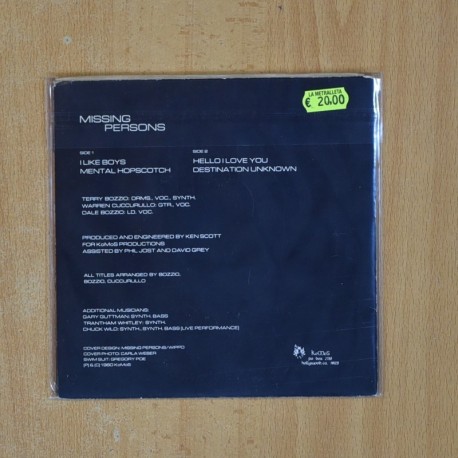 LA METRALLETA
€ 20,00
MISSING
PERSONS
SIDE 1
I LIKE BOYS
MENTAL HOPSCOTCH
SIDE 2
HELLO I LOVE YOU
DESTINATION UNKNOWN
TERRY BOZZIO: DRMS., VOC., SYNTH.
WARREN CUCCURULLO: GTR., VOC.
DALE BOZZIO: LD. VOC.
PRODUCED AND ENGINEERED BY KEN SCOTT
FOR KoMoS PRODUCTIONS
ASSISTED BY PHIL JOST AND DAVID GREY
ALL TITLES ARRANGED BY BOZZIO,
BOZZIO, CUCCURULLO
ADDITIONAL MUSICIANS:
GARY GUTTMAN: SYNTH. BASS
TRANTHAM WHITLEY: SYNTH.
CHUCK WILD: SYNTH., SYNTH. BASS (LIVE PERFORMANCE)
COVER DESIGN: MISSING PERSONS/WPFC
COVER PHOTO: CARLA WEBER
SWIM SUIT: GREGORY POE
(P) & (C) 1980 KoMoS
KoMoS
hollywood, ca.